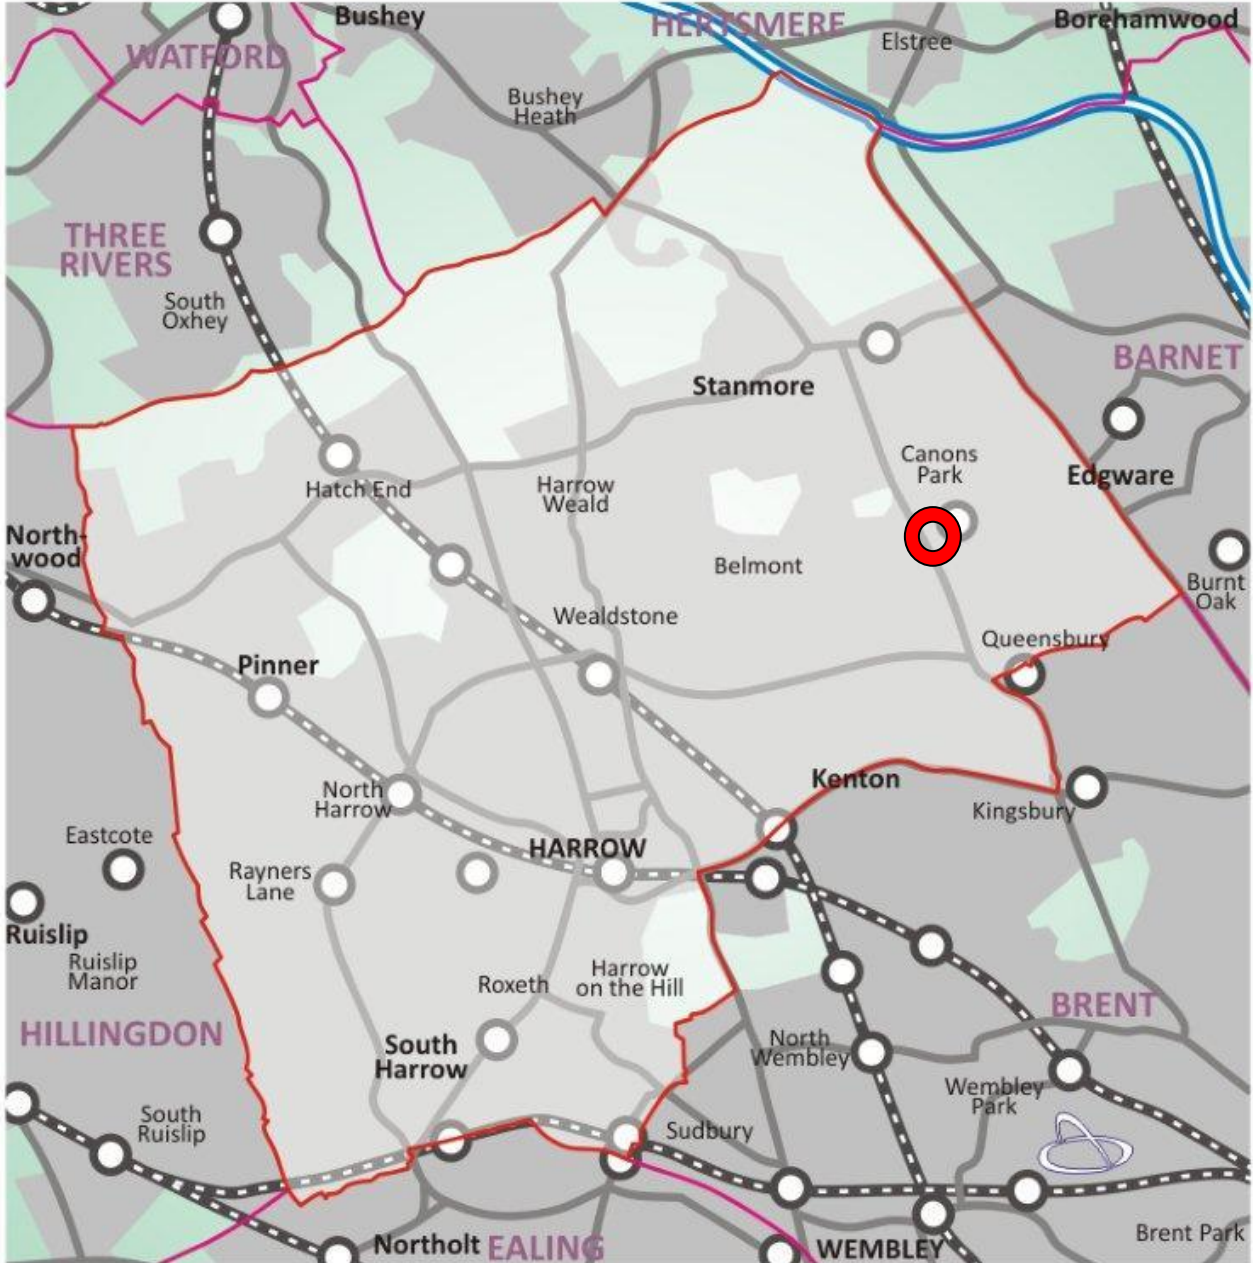 Bushey
HERTSMERE
Borehamwood
Elstree
WATFORD
Bushey
Heath
THREE
RIVERS
South
Oxhey
BARNET
Stanmore
Canons
Park
Edgware
Hatch End
Harrow
Weald
North-
wood
Belmont
Burnt
Oak
Wealdstone
Queensbury
Pinner
Kenton
North
Harrow
Kingsbury
Eastcote
HARROW
Rayners
Lane
Ruislip
Ruislip
Manor
Roxeth
Harrow
on the Hill
BRENT
HILLINGDON
South
Harrow
North
Wembley
Wembley
Park
South
Ruislip
Sudbury
Northolt
EALING
WEMBLEY
Brent Park